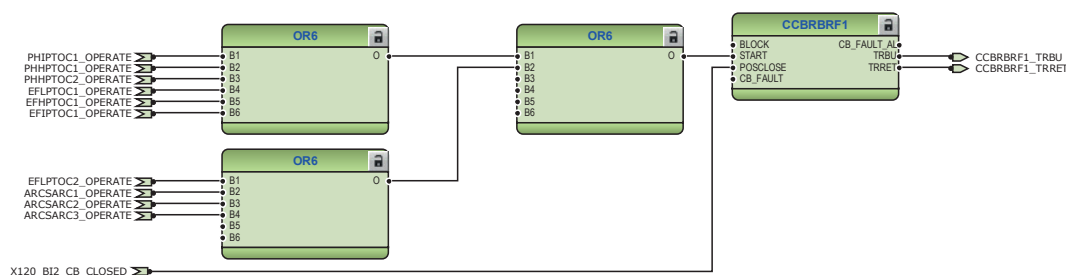 OR6
PHIPTOC1_OPERATE B1 O
PHHPTOC1_OPERATE B2
PHHPTOC2_OPERATE B3
EFLPTOC1_OPERATE B4
EFHPTOC1_OPERATE B5
EFIPTOC1_OPERATE B6
OR6
B1 O
B2
B3
B4
B5
B6
CCBRBRF1
BLOCK CB_FAULT_AL
START TRBU CCBRBRF1_TRBU
POSCLOSE TRRET CCBRBRF1_TRRET
CB_FAULT
OR6
EFLPTOC2_OPERATE B1 O
ARCSARC1_OPERATE B2
ARCSARC2_OPERATE B3
ARCSARC3_OPERATE B4
B5
B6
X120_BI2_CB_CLOSED